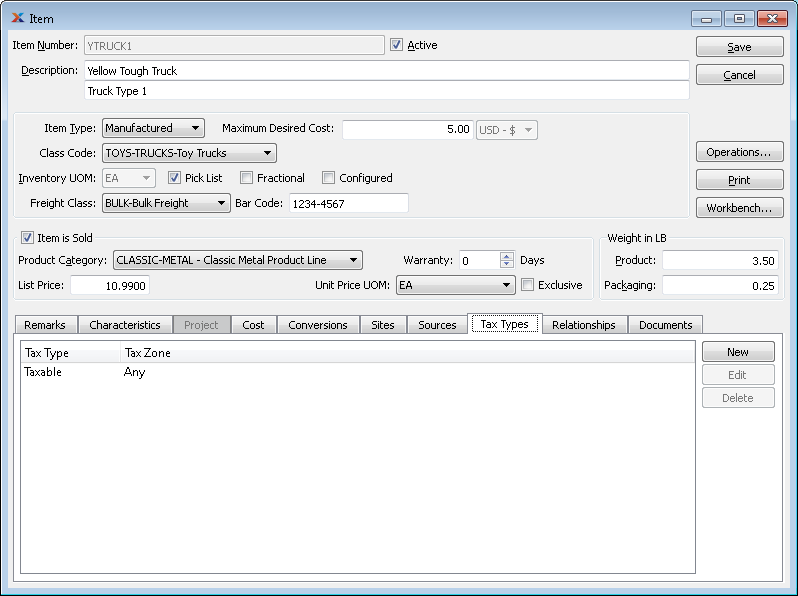 Item
Item Number: YTRUCK1 Active Save
Description: Yellow Tough Truck Cancel
Truck Type 1
Item Type: Manufactured Maximum Desired Cost: 5.00 USD - $
Class Code: TOYS-TRUCKS-Toy Trucks Operations...
Inventory UOM: EA Pick List Fractional Configured Print
Freight Class: BULK-Bulk Freight Bar Code: 1234-4567 Workbench...
Item is Sold Weight in LB
Product Category: CLASSIC-METAL - Classic Metal Product Line Warranty: 0 Days Product: 3.50
List Price: 10.9900 Unit Price UOM: EA Exclusive Packaging: 0.25
Remarks Characteristics Project Cost Conversions Sites Sources Tax Types Relationships Documents
Tax Type Tax Zone New
Taxable Any Edit
Delete